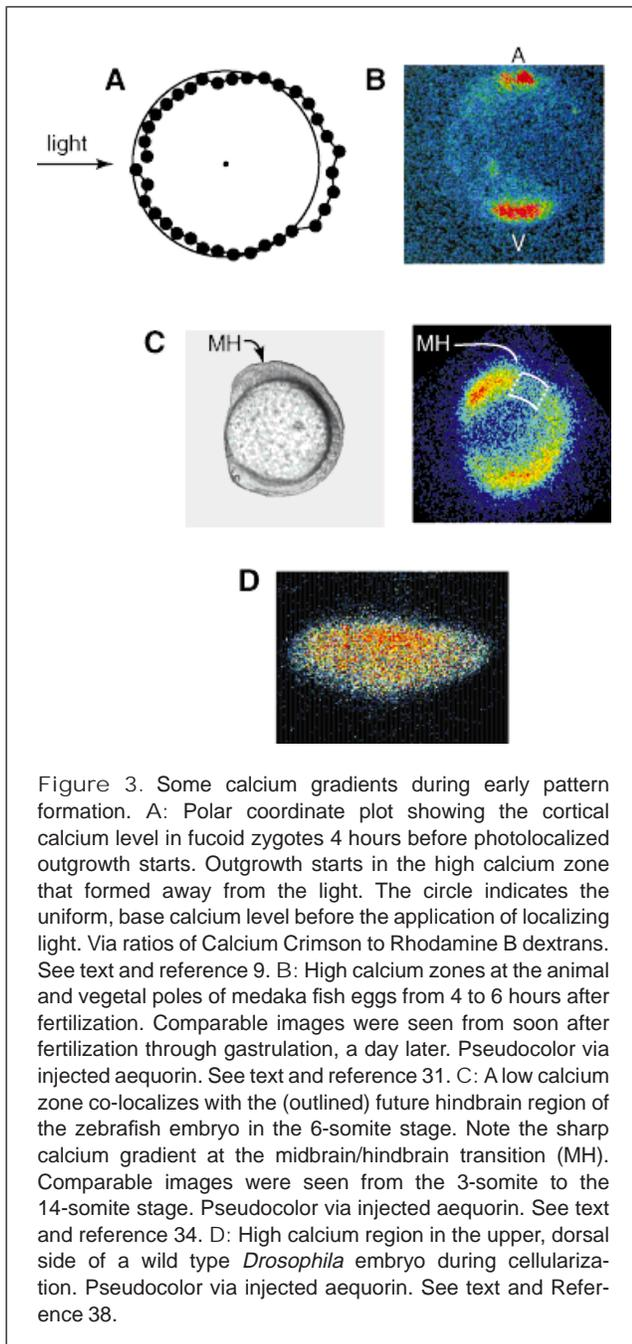 A
A
B
light
V
C
MH
MH
D
Figure 3. Some calcium gradients during early pattern
formation. A: Polar coordinate plot showing the cortical
calcium level in fucoid zygotes 4 hours before photolocalized
outgrowth starts. Outgrowth starts in the high calcium zone
that formed away from the light. The circle indicates the
uniform, base calcium level before the application of localizing
light. Via ratios of Calcium Crimson to Rhodamine B dextrans.
See text and reference 9. B: High calcium zones at the animal
and vegetal poles of medaka fish eggs from 4 to 6 hours after
fertilization. Comparable images were seen from soon after
fertilization through gastrulation, a day later. Pseudocolor via
injected aequorin. See text and reference 31. C: A low calcium
zone co-localizes with the (outlined) future hindbrain region of
the zebrafish embryo in the 6-somite stage. Note the sharp
calcium gradient at the midbrain/hindbrain transition (MH).
Comparable images were seen from the 3-somite to the
14-somite stage. Pseudocolor via injected aequorin. See text
and reference 34. D: High calcium region in the upper, dorsal
side of a wild type Drosophila embryo during cellulariza-
tion. Pseudocolor via injected aequorin. See text and Refer-
ence 38.